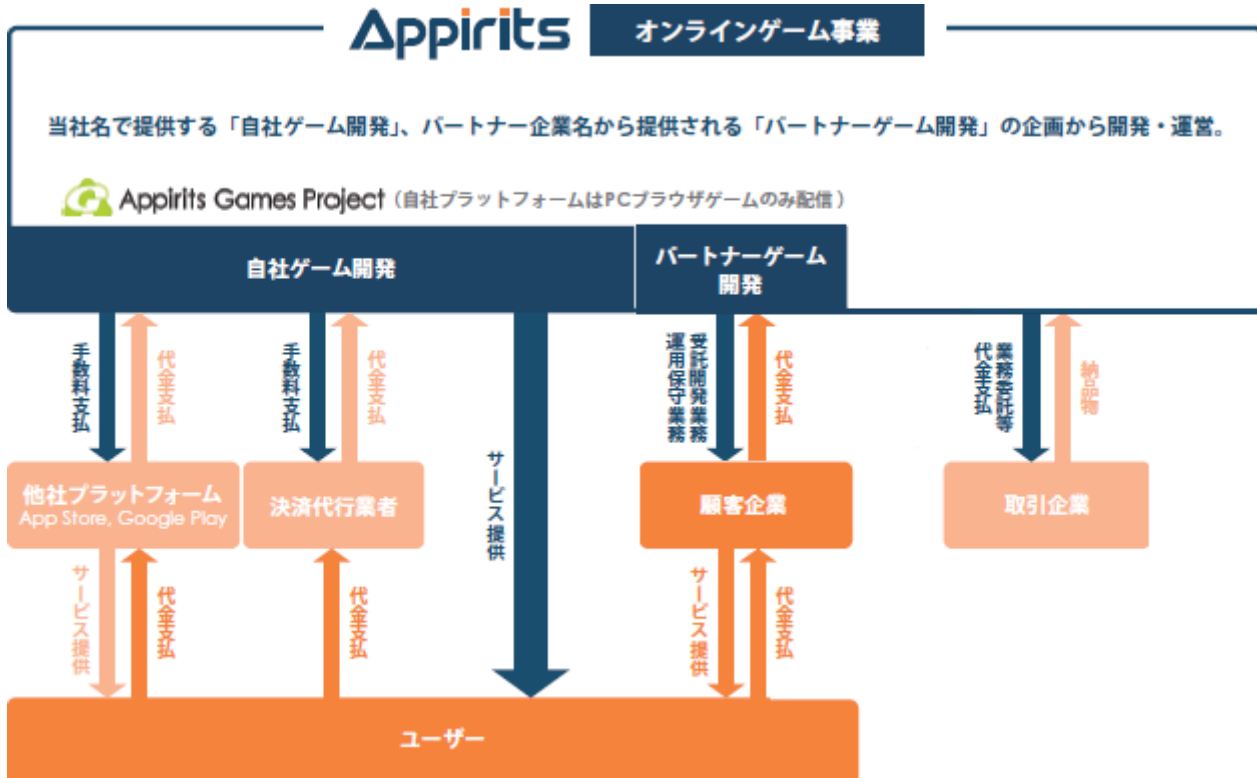 Appirits オンラインゲーム事業
当社名で提供する「自社ゲーム開発」、パートナー企業名から提供される「パートナーゲーム開発」の企画から開発・運営。
Appirits Games Project（自社プラットフォームはPCブラウザゲームのみ配信）
自社ゲーム開発
パートナーゲーム
開発
手数料支払
代金支払
手数料支払
代金支払
サービス提供
受託開発業務
運用保守業務
代金支払
業務委託等
代金支払
納品物
他社プラットフォーム
App Store, Google Play
決済代行業者
顧客企業
取引企業
サービス提供
代金支払
代金支払
サービス提供
代金支払
ユーザー